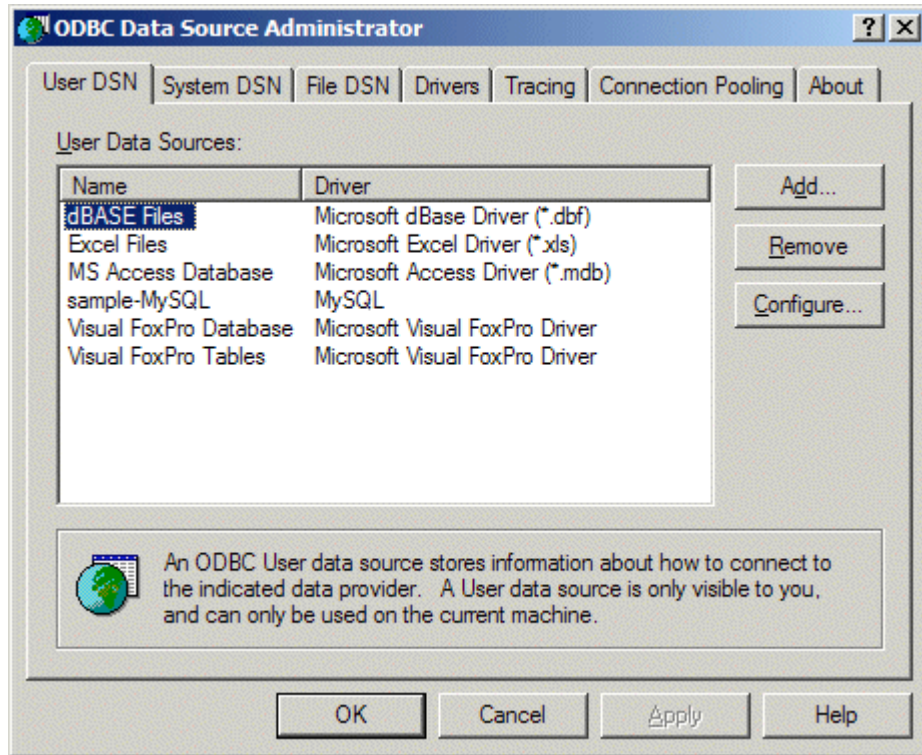 ODBC Data Source Administrator
User DSN System DSN File DSN Drivers Tracing Connection Pooling About
User Data Sources:
Name Driver
dBASE Files Microsoft dBase Driver (*.dbf)
Excel Files Microsoft Excel Driver (*.xls)
MS Access Database Microsoft Access Driver (*.mdb)
sample-MySQL MySQL
Visual FoxPro Database Microsoft Visual FoxPro Driver
Visual FoxPro Tables Microsoft Visual FoxPro Driver
Add...
Remove
Configure...
An ODBC User data source stores information about how to connect to
the indicated data provider. A User data source is only visible to you,
and can only be used on the current machine.
OK Cancel Apply Help